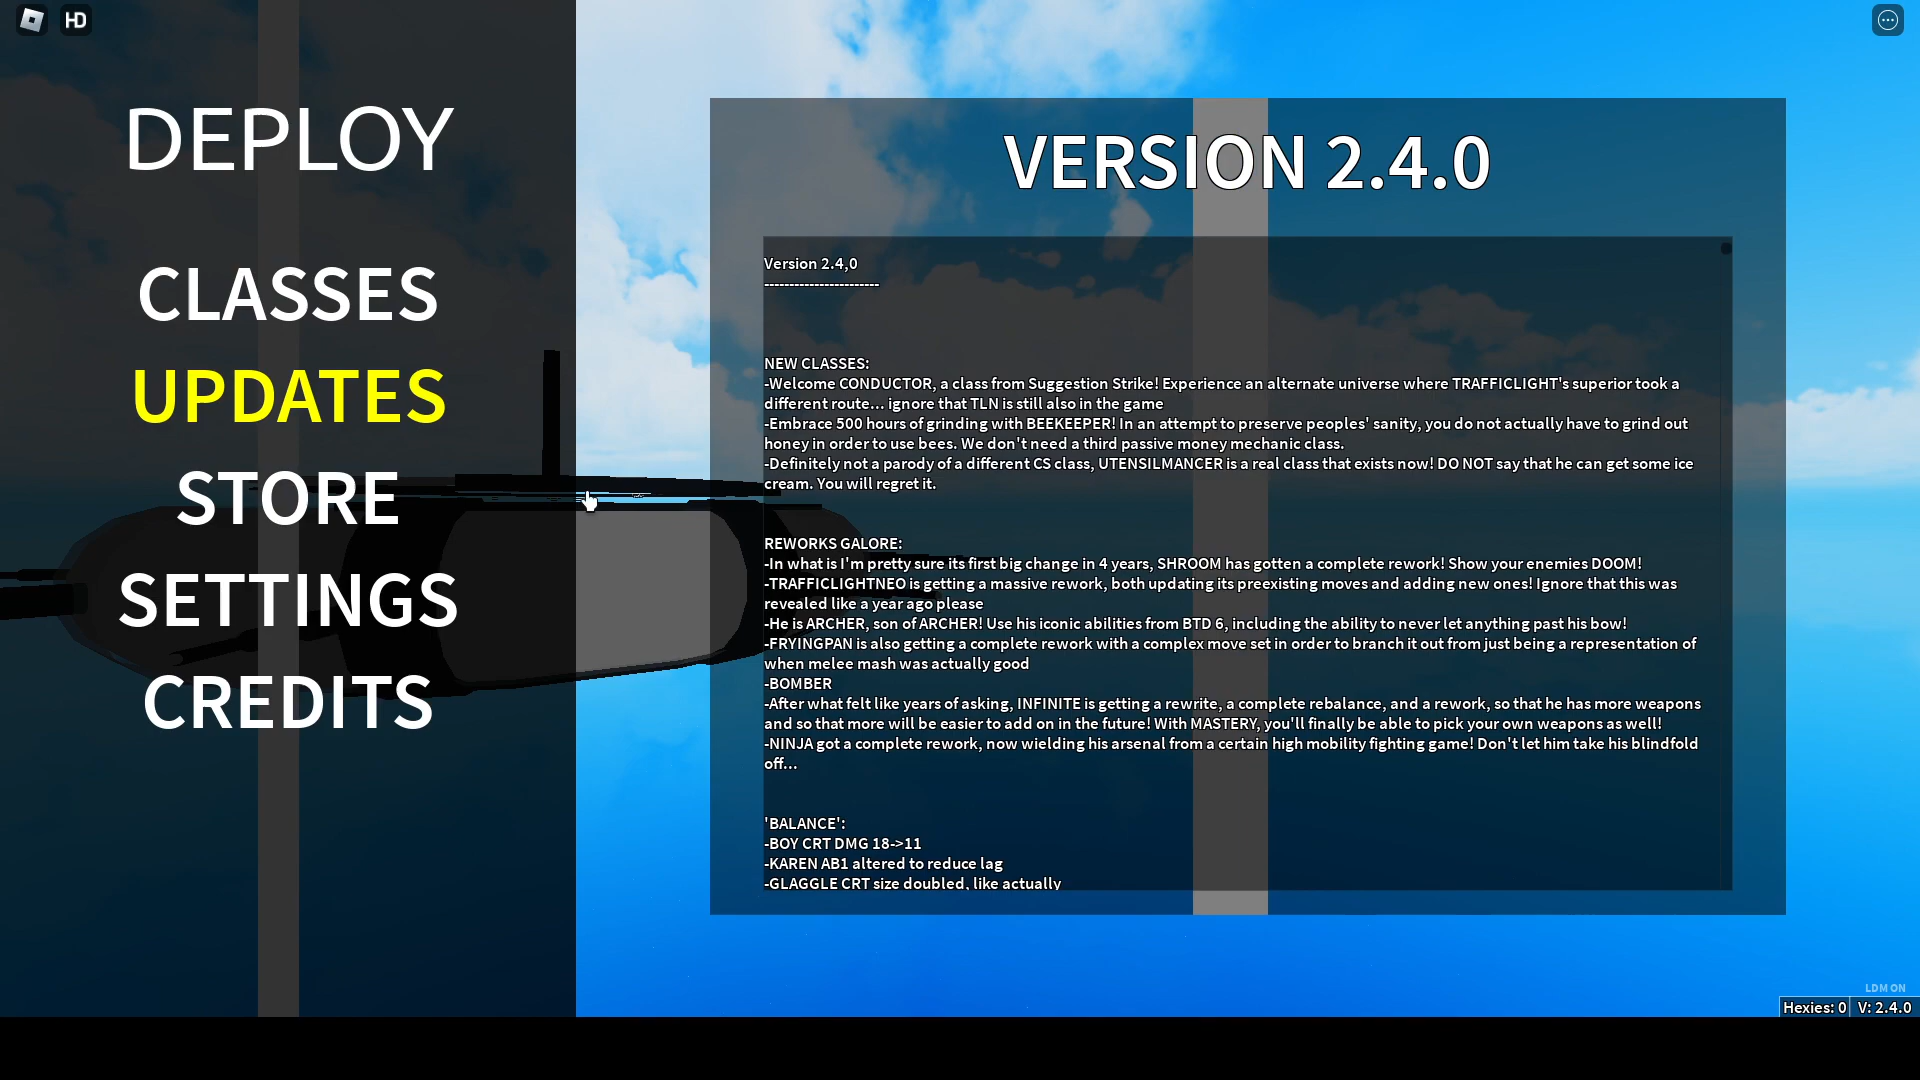 HD
DEPLOY
CLASSES
UPDATES
STORE
SETTINGS
CREDITS
VERSION 2.4.0
Version 2.4,0
-----------------------
NEW CLASSES:
-Welcome CONDUCTOR, a class from Suggestion Strike! Experience an alternate universe where TRAFFICLIGHT's superior took a
different route... ignore that TLN is still also in the game
-Embrace 500 hours of grinding with BEEKEEPER! In an attempt to preserve peoples' sanity, you do not actually have to grind out
honey in order to use bees. We don't need a third passive money mechanic class.
-Definitely not a parody of a different CS class, UTENSILMANCER is a real class that exists now! DO NOT say that he can get some ice
cream. You will regret it.
REWORKS GALORE:
-In what is I'm pretty sure its first big change in 4 years, SHROOM has gotten a complete rework! Show your enemies DOOM!
-TRAFFICLIGHTNEO is getting a massive rework, both updating its preexisting moves and adding new ones! Ignore that this was
revealed like a year ago please
-He is ARCHER, son of ARCHER! Use his iconic abilities from BTD 6, including the ability to never let anything past his bow!
-FRYINGPAN is also getting a complete rework with a complex move set in order to branch it out from just being a representation of
when melee mash was actually good
-BOMBER
-After what felt like years of asking, INFINITE is getting a rewrite, a complete rebalance, and a rework, so that he has more weapons
and so that more will be easier to add on in the future! With MASTERY, you'll finally be able to pick your own weapons as well!
-NINJA got a complete rework, now wielding his arsenal from a certain high mobility fighting game! Don't let him take his blindfold
off...
'BALANCE':
-BOY CRT DMG 18->11
-KAREN AB1 altered to reduce lag
-GLAGGLE CRT size doubled, like actually
LDM ON
Hexies: 0
V: 2.4.0